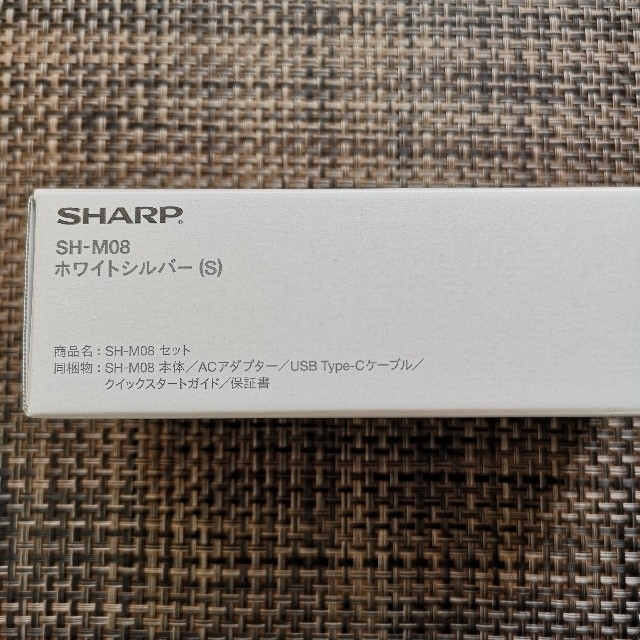 SHARP
SH-M08
ホワイトシルバー (S)
商品名：SH-M08 セット
同梱物：SH-M08 本体／ACアダプター／USB Type-Cケーブル／
クイックスタートガイド／保証書